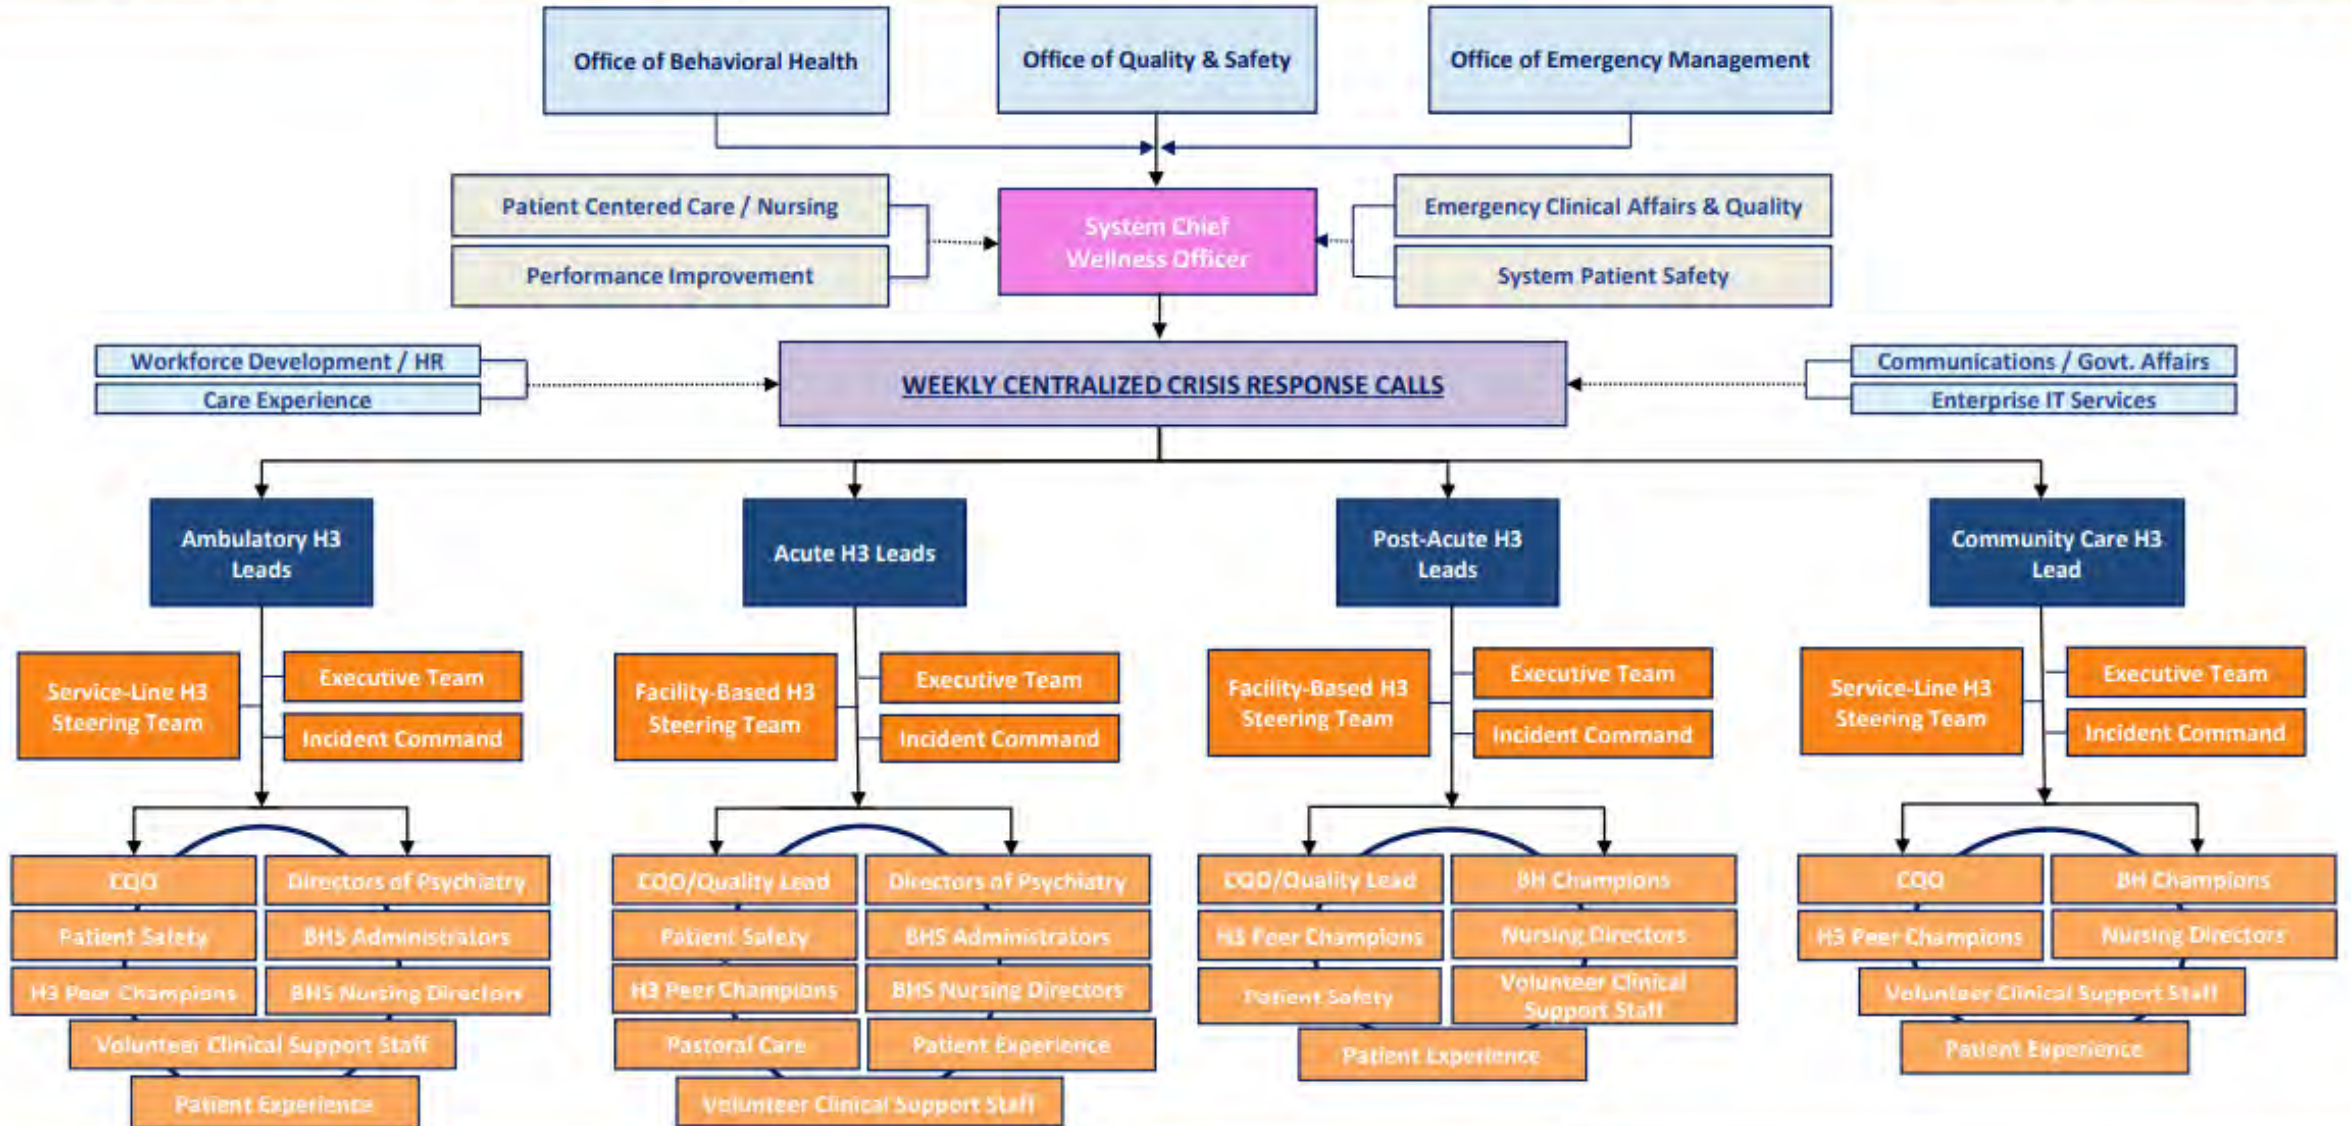 Office of Behavioral Health
Office of Quality & Safety
Office of Emergency Management
Patient Centered Care / Nursing
Performance Improvement
System Chief
Wellness Officer
Emergency Clinical Affairs & Quality
System Patient Safety
Workforce Development / HR
Care Experience
WEEKLY CENTRALIZED CRISIS RESPONSE CALLS
Communications / Govt. Affairs
Enterprise IT Services
Ambulatory H3
Leads
Acute H3 Leads
Post-Acute H3
Leads
Community Care H3
Lead
Service-Line H3
Steering Team
Executive Team
Incident Command
Facility-Based H3
Steering Team
Executive Team
Incident Command
Facility-Based H3
Steering Team
Executive Team
Incident Command
Service-Line H3
Steering Team
Executive Team
Incident Command
CQO
Directors of Psychiatry
Patient Safety
BHS Administrators
H3 Peer Champions
BHS Nursing Directors
Volunteer Clinical Support Staff
Patient Experience
CQO/Quality Lead
Directors of Psychiatry
Patient Safety
BHS Administrators
H3 Peer Champions
BHS Nursing Directors
Pastoral Care
Patient Experience
Volunteer Clinical Support Staff
CQO/Quality Lead
BH Champions
H3 Peer Champions
Nursing Directors
Patient Safety
Volunteer Clinical
Support Staff
Patient Experience
CQO
BH Champions
H3 Peer Champions
Nursing Directors
Volunteer Clinical Support Staff
Patient Experience